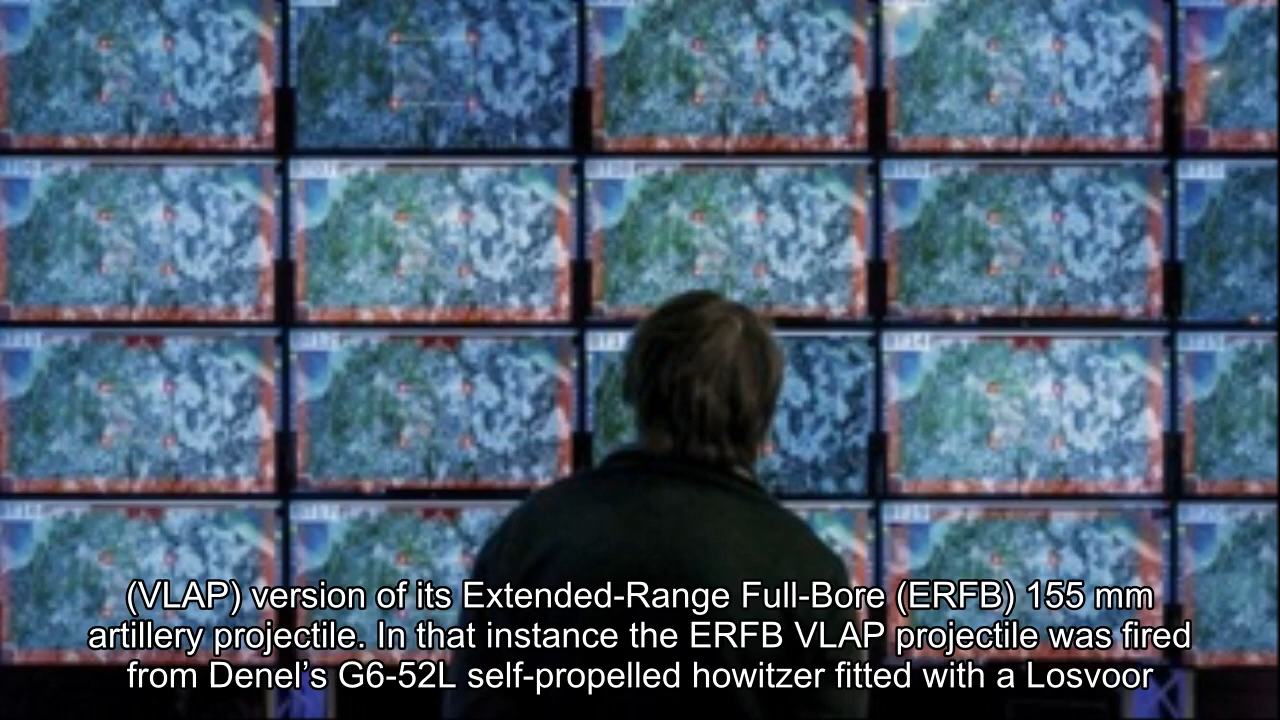 (VLAP) version of its Extended-Range Full-Bore (ERFB) 155 mm
artillery projectile. In that instance the ERFB VLAP projectile was fired
from Denel’s G6-52L self-propelled howitzer fitted with a Losvoor